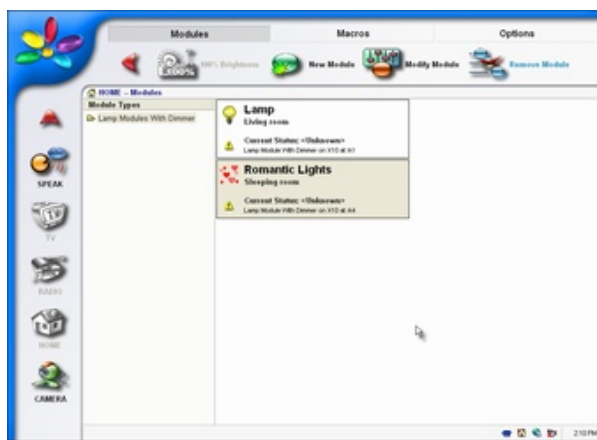 Modules
Macros
Options
100%
100% Brightness
New Module
Modify Module
Remove Module
HOME - Modules
Module Types
Lamp Modules With Dimmer
Lamp
Living room
Current Status: <Unknown>
Lamp Module With Dimmer on X10 at A1
Romantic Lights
Sleeping room
Current Status: <Unknown>
Lamp Module With Dimmer on X10 at A4
SPEAK
TV
RADIO
HOME
CAMERA
2:10 PM